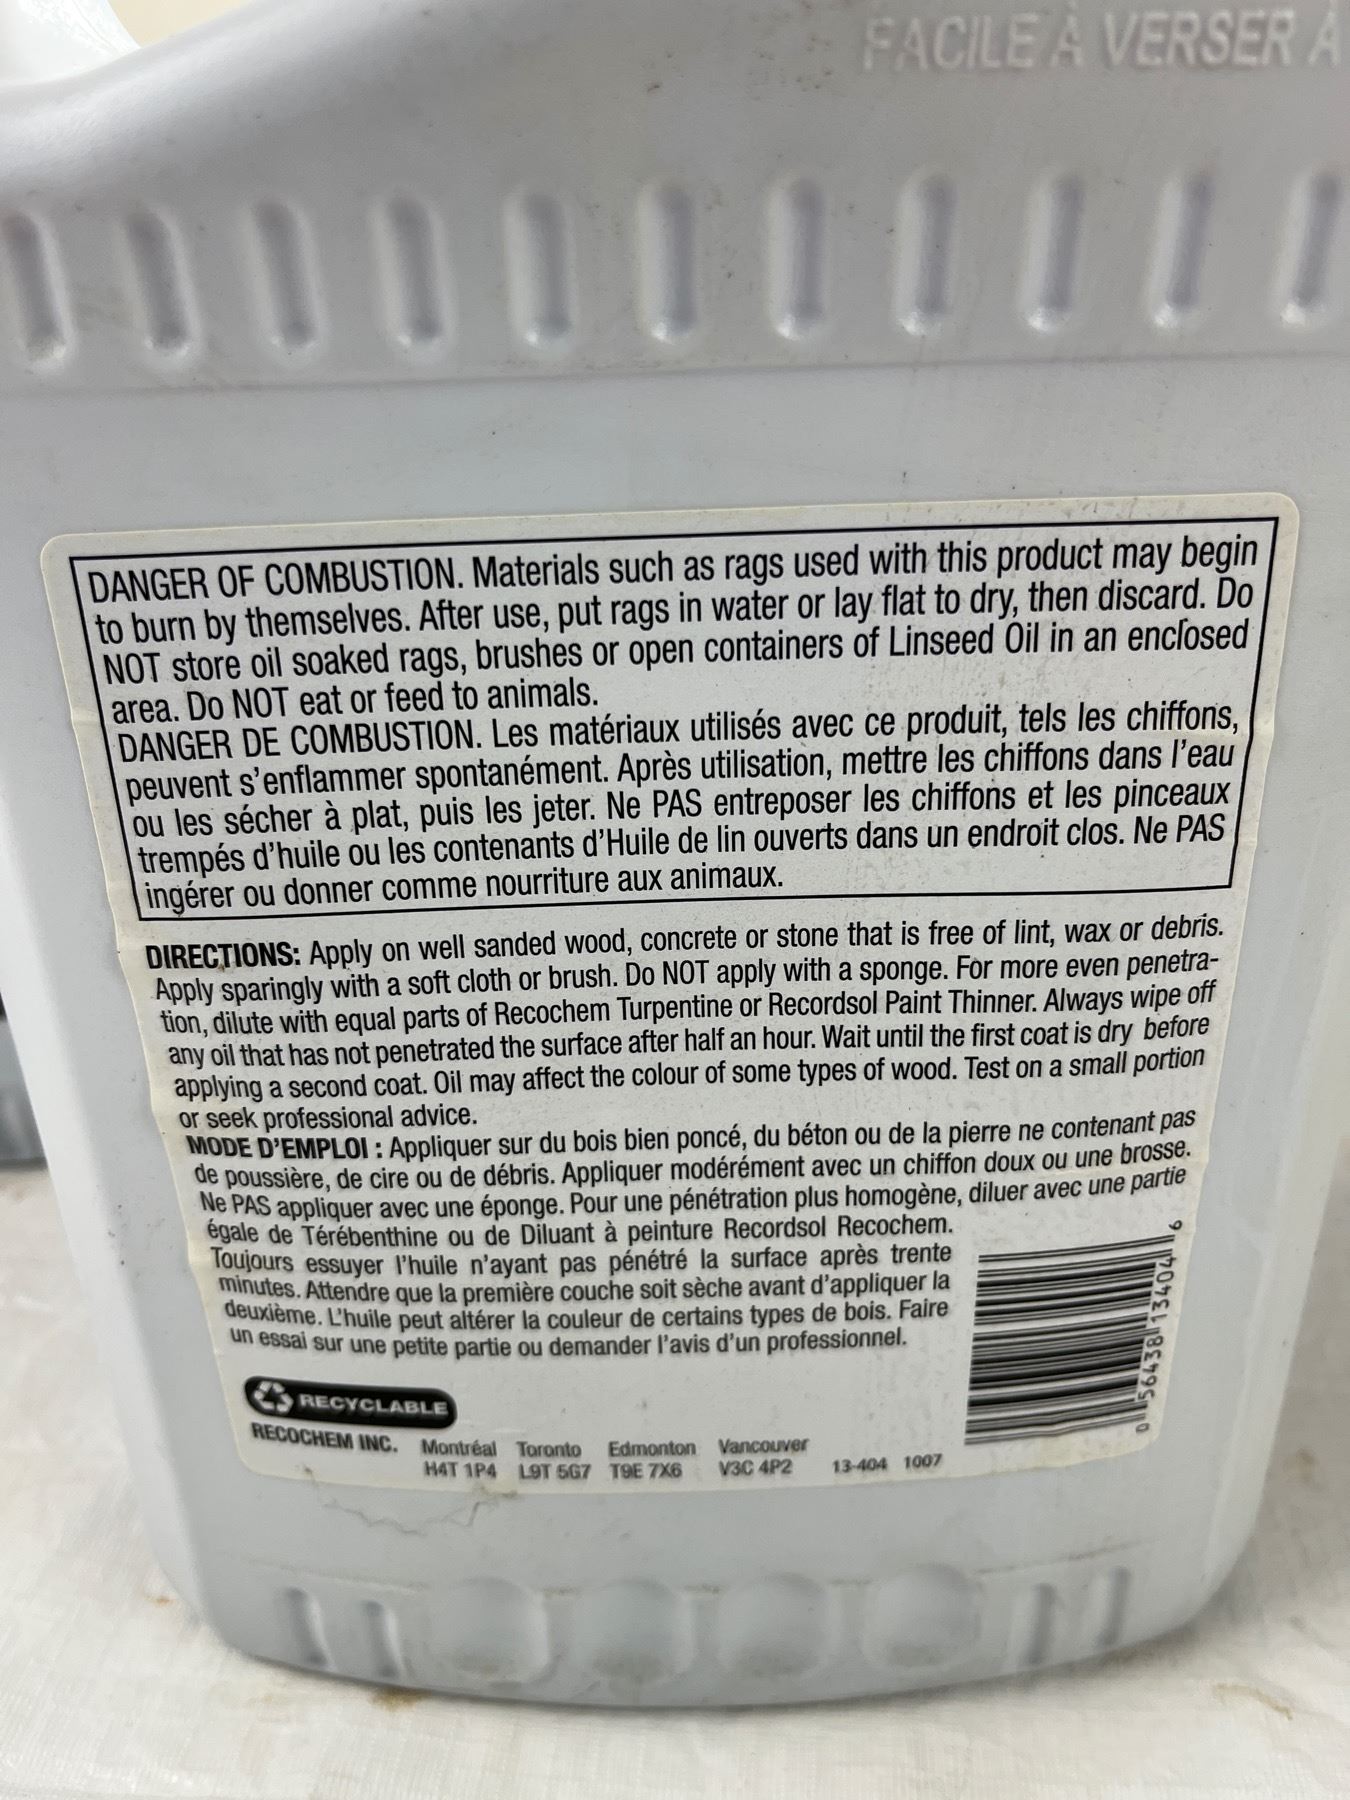 FACILE À VERSER À
DANGER OF COMBUSTION. Materials such as rags used with this product may begin
to burn by themselves. After use, put rags in water or lay flat to dry, then discard. Do
NOT store oil soaked rags, brushes or open containers of Linseed Oil in an enclosed
area. Do NOT eat or feed to animals.
DANGER DE COMBUSTION. Les matériaux utilisés avec ce produit, tels les chiffons,
peuvent s'enflammer spontanément. Après utilisation, mettre les chiffons dans l'eau
ou les sécher à plat, puis les jeter. Ne PAS entreposer les chiffons et les pinceaux
trempés d'huile ou les contenants d'Huile de lin ouverts dans un endroit clos. Ne PAS
ingérer ou donner comme nourriture aux animaux.
DIRECTIONS: Apply on well sanded wood, concrete or stone that is free of lint, wax or debris.
Apply sparingly with a soft cloth or brush. Do NOT apply with a sponge. For more even penetra-
tion, dilute with equal parts of Recochem Turpentine or Recordsol Paint Thinner. Always wipe off
any oil that has not penetrated the surface after half an hour. Wait until the first coat is dry before
applying a second coat. Oil may affect the colour of some types of wood. Test on a small portion
or seek professional advice.
MODE D'EMPLOI : Appliquer sur du bois bien poncé, du béton ou de la pierre ne contenant pas
de poussière, de cire ou de débris. Appliquer modérément avec un chiffon doux ou une brosse.
Ne PAS appliquer avec une éponge. Pour une pénétration plus homogène, diluer avec une partie
égale de Térébenthine ou de Diluant à peinture Recordsol Recochem.
Toujours essuyer l'huile n'ayant pas pénétré la surface après trente
minutes. Attendre que la première couche soit sèche avant d'appliquer la
deuxième. L'huile peut altérer la couleur de certains types de bois. Faire
un essai sur une petite partie ou demander l'avis d'un professionnel.
0 56438 13404 6
RECYCLABLE
RECOCHEM INC. Montréal Toronto Edmonton Vancouver
H4T 1P4 L9T 5G7 T9E 7X6 V3C 4P2 13-404 1007